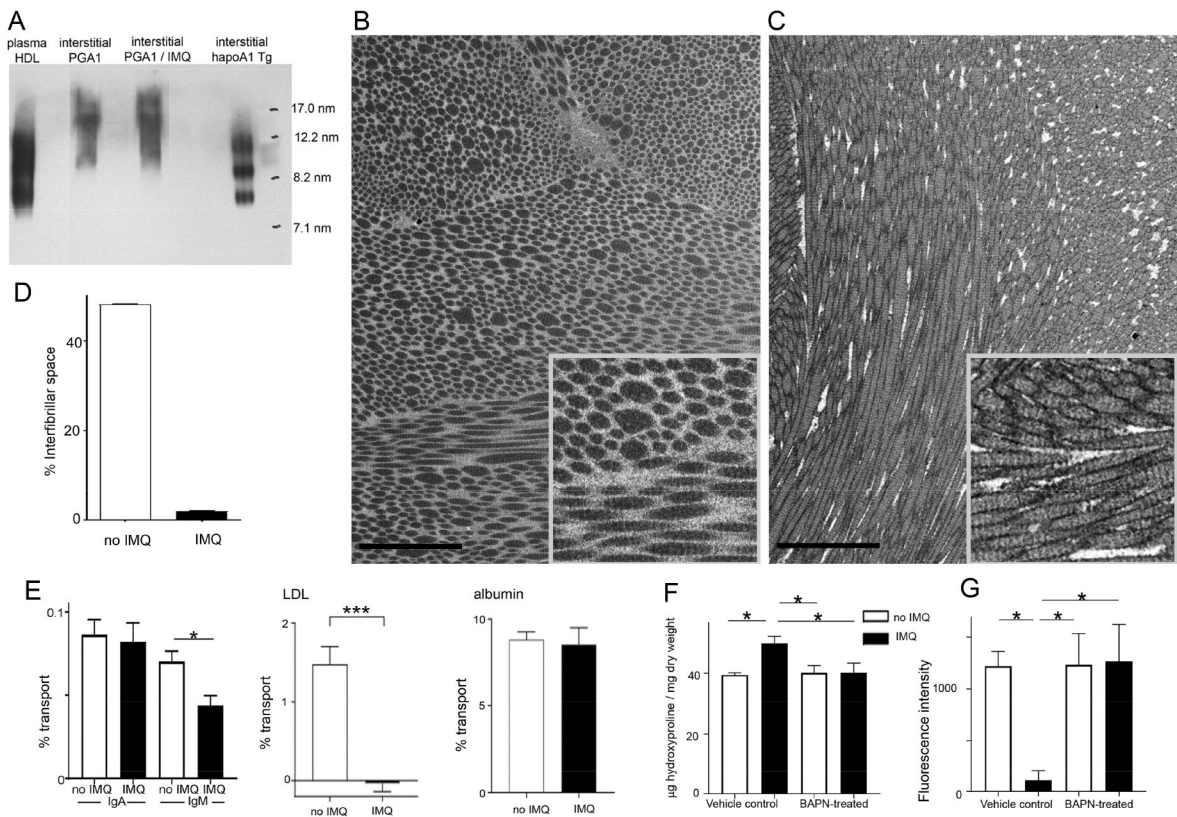 A
plasma HDL
interstitial PGA1
interstitial PGA1 / IMQ
interstitial hapoA1 Tg
17.0 nm
12.2 nm
8.2 nm
7.1 nm
B
C
D
% Interfibrillar space
40
20
0
no IMQ
IMQ
E
% transport
0.1
0
no IMQ IMQ no IMQ IMQ
IgA IgM
*
LDL
% transport
2
1
0
***
no IMQ
IMQ
albumin
% transport
10
5
0
no IMQ
IMQ
F
µg hydroxyproline / mg dry weight
60
40
20
0
*
*
*
Vehicle control
BAPN-treated
no IMQ
IMQ
G
Fluorescence intensity
1000
0
*
*
*
Vehicle control
BAPN-treated